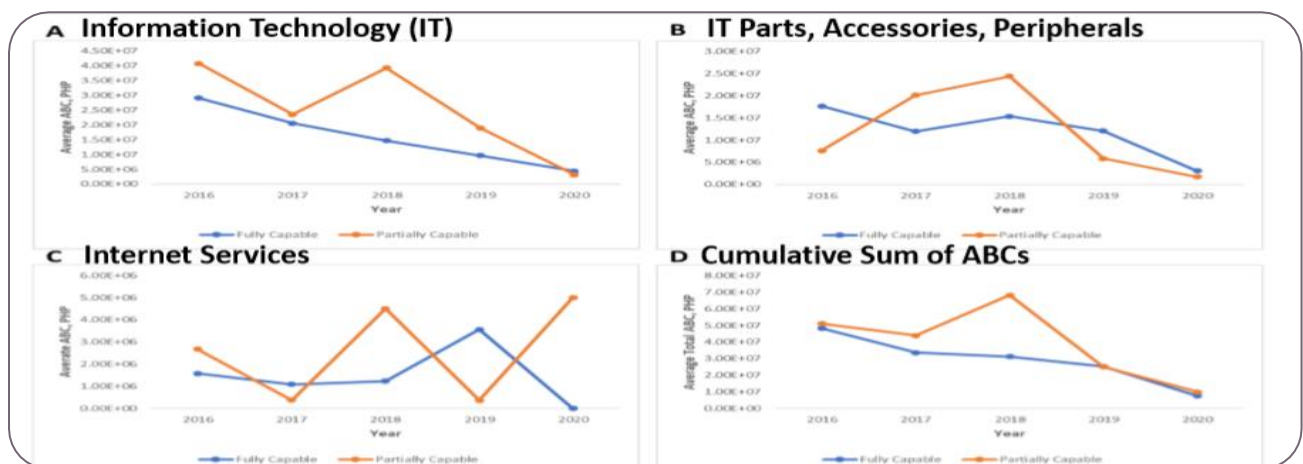 A Information Technology (IT)
4.50E+07
4.00E+07
3.50E+07
3.00E+07
2.50E+07
2.00E+07
1.50E+07
1.00E+07
5.00E+06
0.00E+00
Average ABC, PHP
2016 2017 2018 2019 2020
Year
Fully Capable Partially Capable
B IT Parts, Accessories, Peripherals
3.00E+07
2.50E+07
2.00E+07
1.50E+07
1.00E+07
5.00E+06
0.00E+00
Average ABC, PHP
2016 2017 2018 2019 2020
Year
Fully Capable Partially Capable
C Internet Services
6.00E+06
5.00E+06
4.00E+06
3.00E+06
2.00E+06
1.00E+06
0.00E+00
Averate ABC, PHP
2016 2017 2018 2019 2020
Year
Fully Capable Partially Capable
D Cumulative Sum of ABCs
8.00E+07
7.00E+07
6.00E+07
5.00E+07
4.00E+07
3.00E+07
2.00E+07
1.00E+07
0.00E+00
Average Total ABC, PHP
2016 2017 2018 2019 2020
Year
Fully Capable Partially Capable